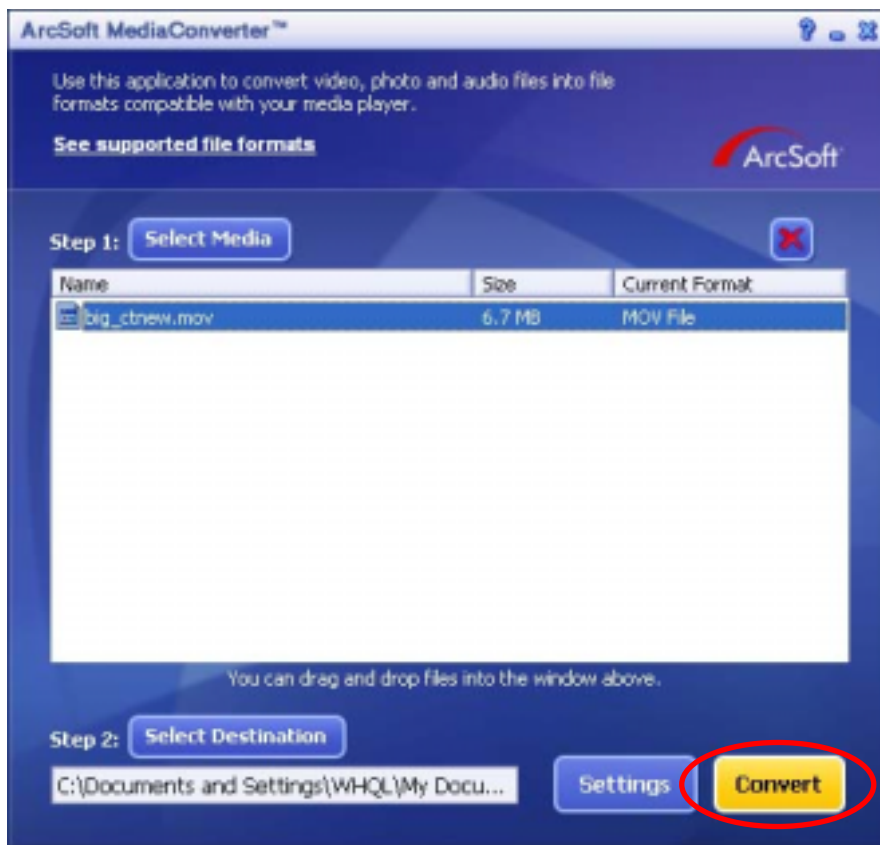 ArcSoft MediaConverter™
Use this application to convert video, photo and audio files into file
formats compatible with your media player.
See supported file formats
ArcSoft
Step 1: Select Media
Name Size Current Format
big_ctnew.mov 6.7 MB MOV File
You can drag and drop files into the window above.
Step 2: Select Destination
C:\Documents and Settings\WHQL\My Docu... Settings Convert